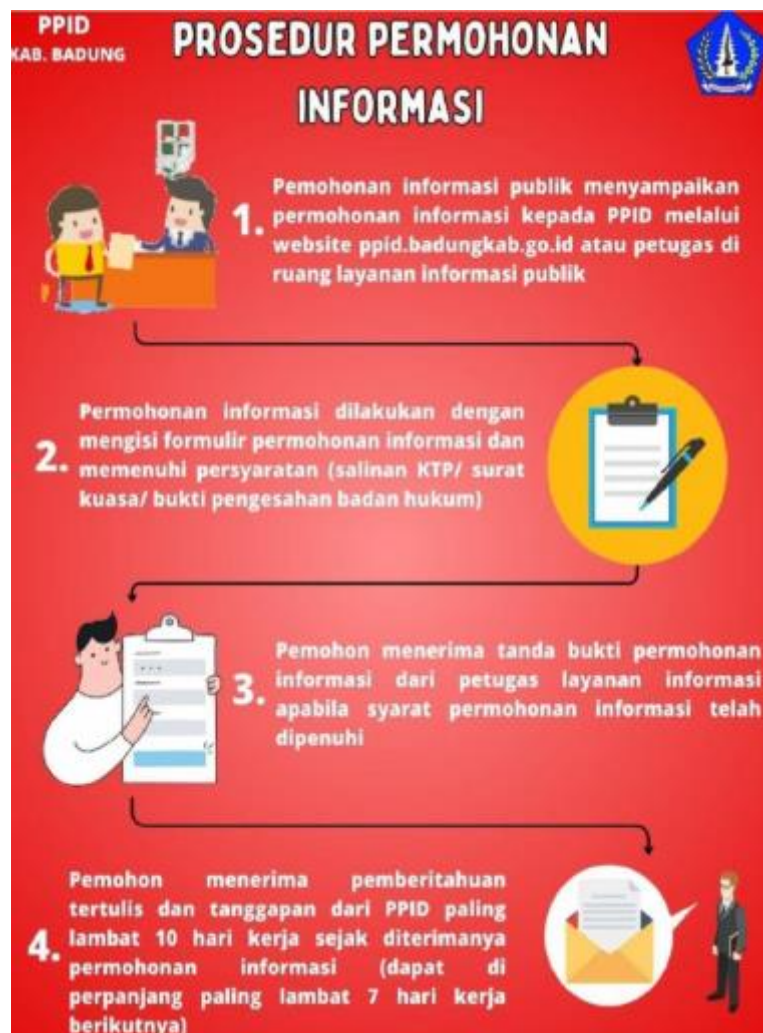 PPID
KAB. BADUNG
PROSEDUR PERMOHONAN
INFORMASI
1.
Pemohonan informasi publik menyampaikan
permohonan informasi kepada PPID melalui
website ppid.badungkab.go.id atau petugas di
ruang layanan informasi publik
2.
Permohonan informasi dilakukan dengan
mengisi formulir permohonan informasi dan
memenuhi persyaratan (salinan KTP/ surat
kuasa/ bukti pengesahan badan hukum)
3.
Pemohon menerima tanda bukti permohonan
informasi dari petugas layanan informasi
apabila syarat permohonan informasi telah
dipenuhi
4.
Pemohon menerima pemberitahuan
tertulis dan tanggapan dari PPID paling
lambat 10 hari kerja sejak diterimanya
permohonan informasi (dapat di
perpanjang paling lambat 7 hari kerja
berikutnya)